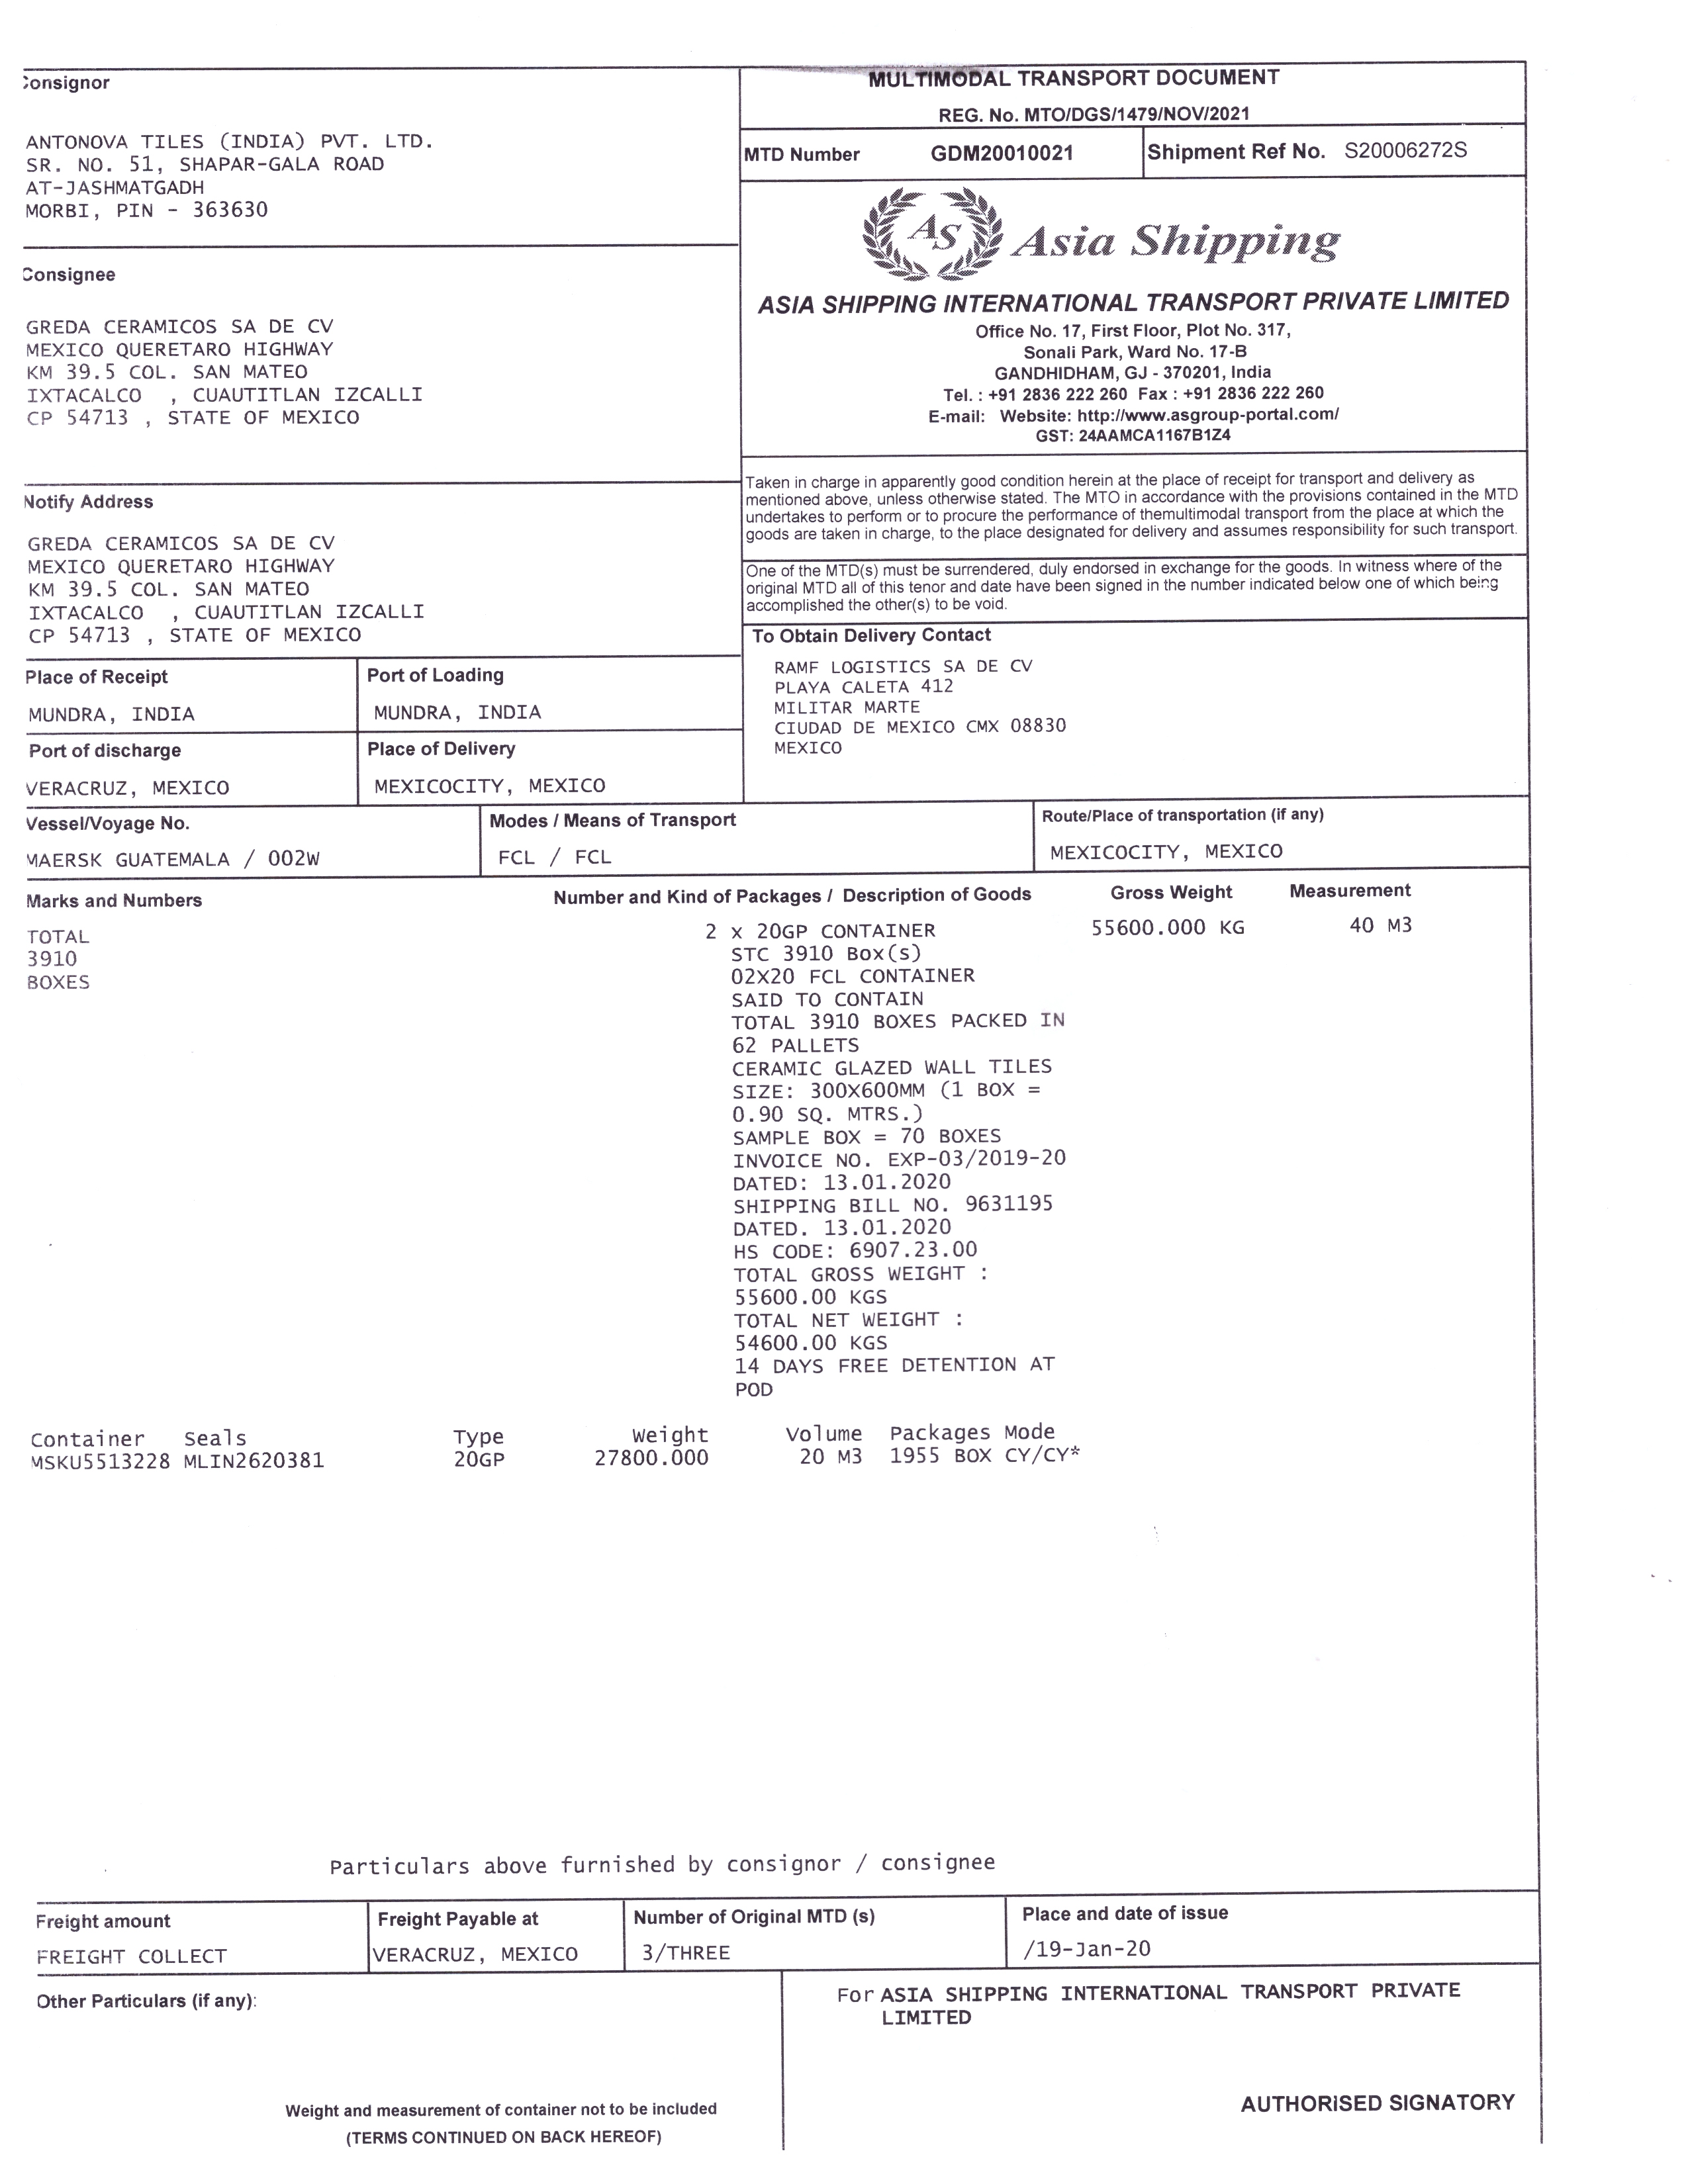 Consignor
ANTONOVA TILES (INDIA) PVT. LTD.
SR. NO. 51, SHAPAR-GALA ROAD
AT-JASHMATGADH
MORBI, PIN - 363630
MULTIMODAL TRANSPORT DOCUMENT
REG. No. MTO/DGS/1479/NOV/2021
MTD Number GDM20010021 Shipment Ref No. S20006272S
AS Asia Shipping
ASIA SHIPPING INTERNATIONAL TRANSPORT PRIVATE LIMITED
Office No. 17, First Floor, Plot No. 317,
Sonali Park, Ward No. 17-B
GANDHIDHAM, GJ - 370201, India
Tel. : +91 2836 222 260 Fax : +91 2836 222 260
E-mail: Website: http://www.asgroup-portal.com/
GST: 24AAMCA1167B1Z4
Consignee
GREDA CERAMICOS SA DE CV
MEXICO QUERETARO HIGHWAY
KM 39.5 COL. SAN MATEO
IXTACALCO , CUAUTITLAN IZCALLI
CP 54713 , STATE OF MEXICO
Taken in charge in apparently good condition herein at the place of receipt for transport and delivery as
mentioned above, unless otherwise stated. The MTO in accordance with the provisions contained in the MTD
undertakes to perform or to procure the performance of themultimodal transport from the place at which the
goods are taken in charge, to the place designated for delivery and assumes responsibility for such transport.
One of the MTD(s) must be surrendered, duly endorsed in exchange for the goods. In witness where of the
original MTD all of this tenor and date have been signed in the number indicated below one of which being
accomplished the other(s) to be void.
Notify Address
GREDA CERAMICOS SA DE CV
MEXICO QUERETARO HIGHWAY
KM 39.5 COL. SAN MATEO
IXTACALCO , CUAUTITLAN IZCALLI
CP 54713 , STATE OF MEXICO
To Obtain Delivery Contact
RAMF LOGISTICS SA DE CV
PLAYA CALETA 412
MILITAR MARTE
CIUDAD DE MEXICO CMX 08830
MEXICO
Place of Receipt Port of Loading
MUNDRA, INDIA MUNDRA, INDIA
Port of discharge Place of Delivery
VERACRUZ, MEXICO MEXICOCITY, MEXICO
Vessel/Voyage No. Modes / Means of Transport Route/Place of transportation (if any)
MAERSK GUATEMALA / 002W FCL / FCL MEXICOCITY, MEXICO
Marks and Numbers Number and Kind of Packages / Description of Goods Gross Weight Measurement
TOTAL
3910
BOXES
2 x 20GP CONTAINER 55600.000 KG 40 M3
STC 3910 Box(s)
02X20 FCL CONTAINER
SAID TO CONTAIN
TOTAL 3910 BOXES PACKED IN
62 PALLETS
CERAMIC GLAZED WALL TILES
SIZE: 300X600MM (1 BOX =
0.90 SQ. MTRS.)
SAMPLE BOX = 70 BOXES
INVOICE NO. EXP-03/2019-20
DATED: 13.01.2020
SHIPPING BILL NO. 9631195
DATED. 13.01.2020
HS CODE: 6907.23.00
TOTAL GROSS WEIGHT :
55600.00 KGS
TOTAL NET WEIGHT :
54600.00 KGS
14 DAYS FREE DETENTION AT
POD
Container Seals Type Weight Volume Packages Mode
MSKU5513228 MLIN2620381 20GP 27800.000 20 M3 1955 BOX CY/CY*
Particulars above furnished by consignor / consignee
Freight amount Freight Payable at Number of Original MTD (s) Place and date of issue
FREIGHT COLLECT VERACRUZ, MEXICO 3/THREE /19-Jan-20
Other Particulars (if any):
For ASIA SHIPPING INTERNATIONAL TRANSPORT PRIVATE
LIMITED
Weight and measurement of container not to be included
(TERMS CONTINUED ON BACK HEREOF)
AUTHORISED SIGNATORY